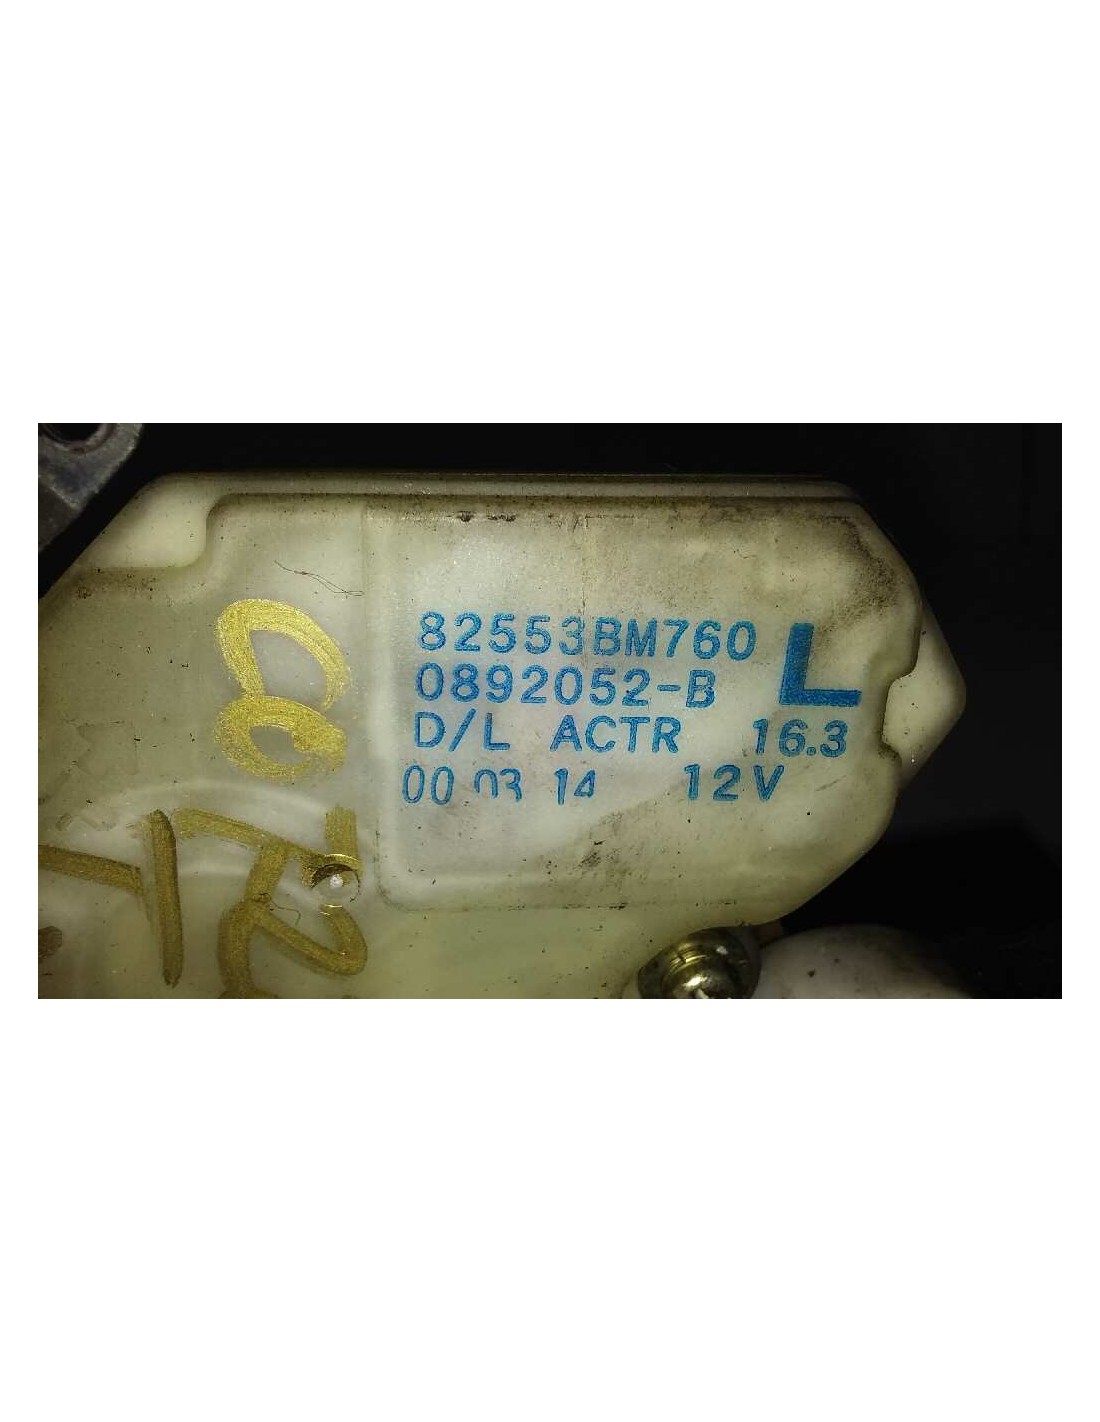 82553BM760
L
0892052-B
D/L ACTR 16.3
00 03 14 12V